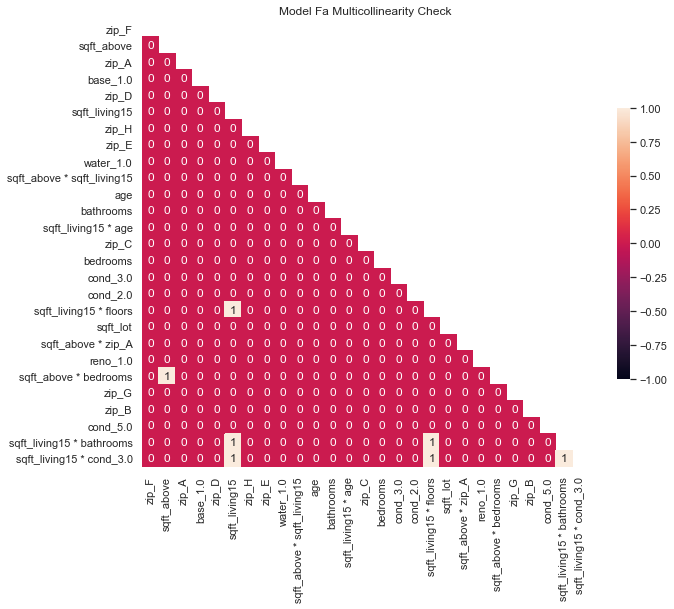 Model Fa Multicollinearity Check
zip_F
sqft_above 0
zip_A 0 0
base_1.0 0 0 0
zip_D 0 0 0 0
sqft_living15 0 0 0 0 0
zip_H 0 0 0 0 0 0
zip_E 0 0 0 0 0 0 0
water_1.0 0 0 0 0 0 0 0 0
sqft_above * sqft_living15 0 0 0 0 0 0 0 0 0
age 0 0 0 0 0 0 0 0 0 0
bathrooms 0 0 0 0 0 0 0 0 0 0 0
sqft_living15 * age 0 0 0 0 0 0 0 0 0 0 0 0
zip_C 0 0 0 0 0 0 0 0 0 0 0 0 0
bedrooms 0 0 0 0 0 0 0 0 0 0 0 0 0 0
cond_3.0 0 0 0 0 0 0 0 0 0 0 0 0 0 0 0
cond_2.0 0 0 0 0 0 0 0 0 0 0 0 0 0 0 0 0
sqft_living15 * floors 0 0 0 0 0 1 0 0 0 0 0 0 0 0 0 0 0
sqft_lot 0 0 0 0 0 0 0 0 0 0 0 0 0 0 0 0 0 0
sqft_above * zip_A 0 0 0 0 0 0 0 0 0 0 0 0 0 0 0 0 0 0 0
reno_1.0 0 0 0 0 0 0 0 0 0 0 0 0 0 0 0 0 0 0 0 0
sqft_above * bedrooms 0 1 0 0 0 0 0 0 0 0 0 0 0 0 0 0 0 0 0 0 0
zip_G 0 0 0 0 0 0 0 0 0 0 0 0 0 0 0 0 0 0 0 0 0 0
zip_B 0 0 0 0 0 0 0 0 0 0 0 0 0 0 0 0 0 0 0 0 0 0 0
cond_5.0 0 0 0 0 0 0 0 0 0 0 0 0 0 0 0 0 0 0 0 0 0 0 0 0
sqft_living15 * bathrooms 0 0 0 0 0 1 0 0 0 0 0 0 0 0 0 0 0 1 0 0 0 0 0 0 0
sqft_living15 * cond_3.0 0 0 0 0 0 1 0 0 0 0 0 0 0 0 0 0 0 1 0 0 0 0 0 0 0 1
zip_F
sqft_above
zip_A
base_1.0
zip_D
sqft_living15
zip_H
zip_E
water_1.0
sqft_above * sqft_living15
age
bathrooms
sqft_living15 * age
zip_C
bedrooms
cond_3.0
cond_2.0
sqft_living15 * floors
sqft_lot
sqft_above * zip_A
reno_1.0
sqft_above * bedrooms
zip_G
zip_B
cond_5.0
sqft_living15 * bathrooms
sqft_living15 * cond_3.0
1.00
0.75
0.50
0.25
0.00
−0.25
−0.50
−0.75
−1.00